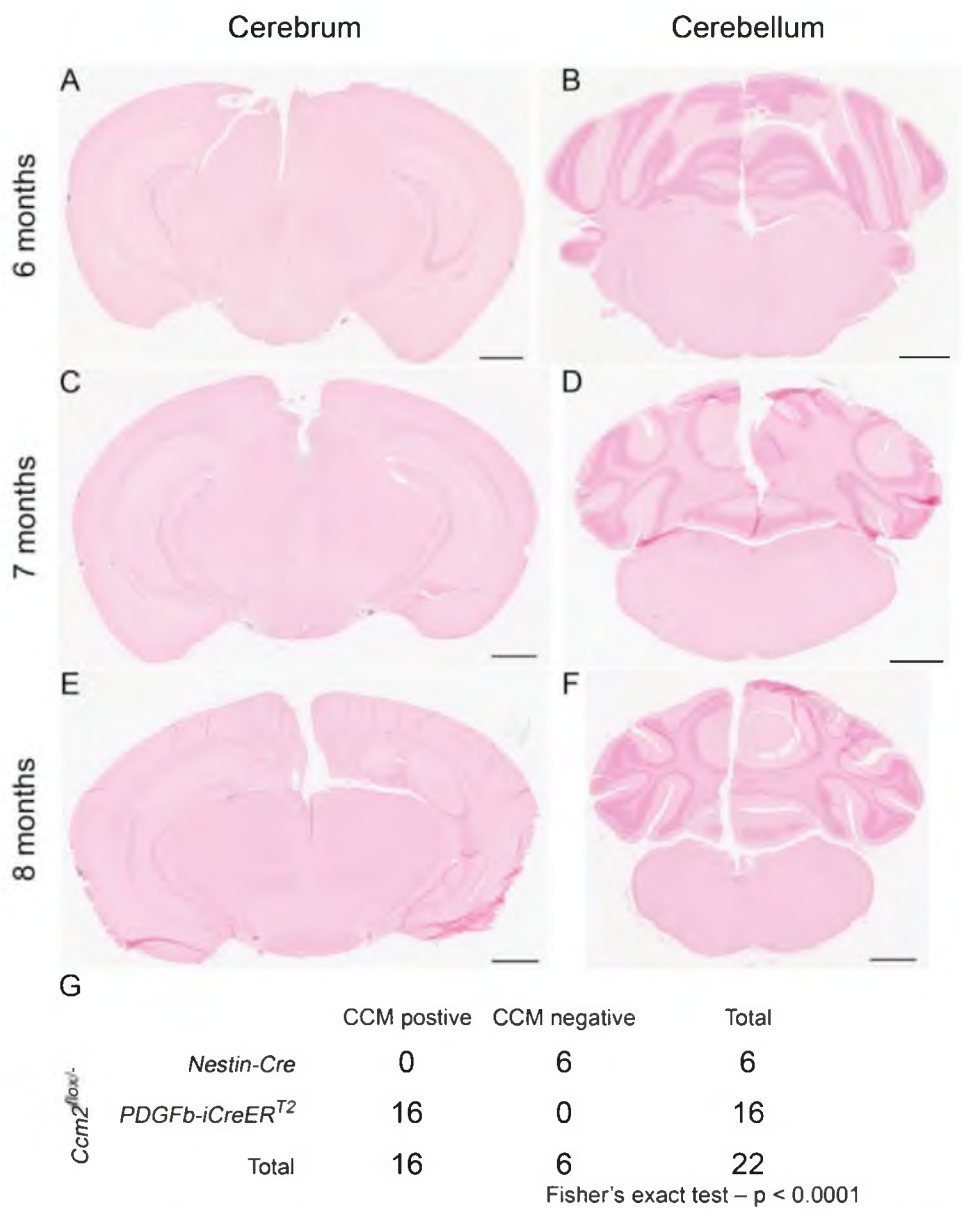 Cerebrum Cerebellum
A B
6 months
C D
7 months
E F
8 months
G
CCM postive CCM negative Total
Ccm2flox/-
Nestin-Cre 0 6 6
PDGFb-iCreERT2 16 0 16
Total 16 6 22
Fisher's exact test – p < 0.0001